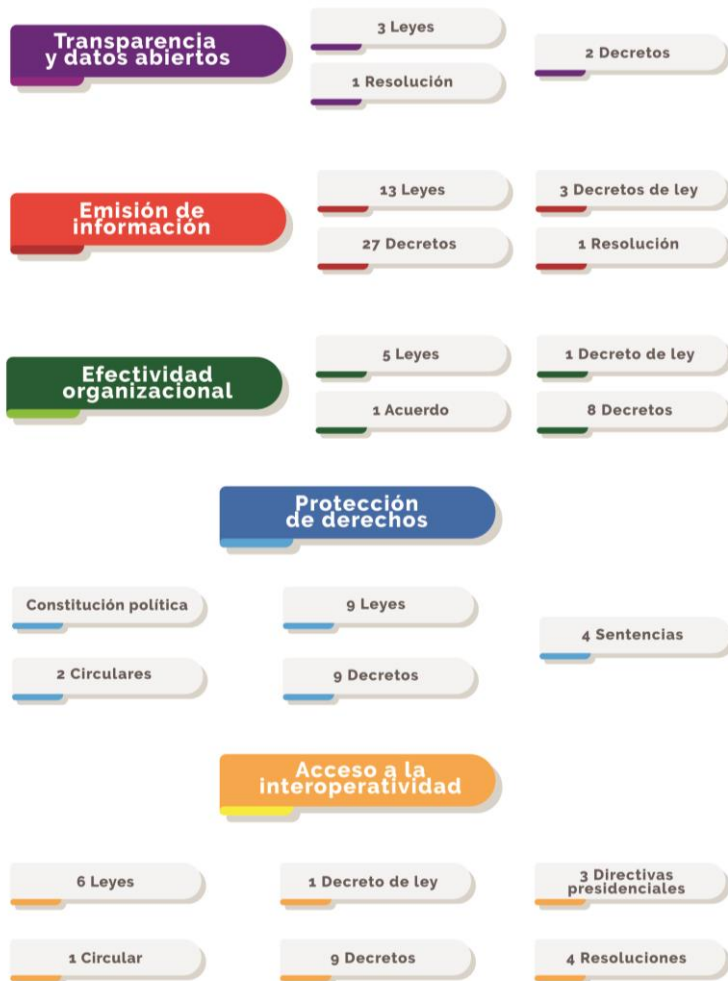 Transparencia
y datos abiertos
3 Leyes
2 Decretos
1 Resolución
Emisión de
información
13 Leyes
3 Decretos de ley
27 Decretos
1 Resolución
Efectividad
organizacional
5 Leyes
1 Decreto de ley
1 Acuerdo
8 Decretos
Protección
de derechos
Constitución política
9 Leyes
4 Sentencias
2 Circulares
9 Decretos
Acceso a la
interoperatividad
6 Leyes
1 Decreto de ley
3 Directivas
presidenciales
1 Circular
9 Decretos
4 Resoluciones